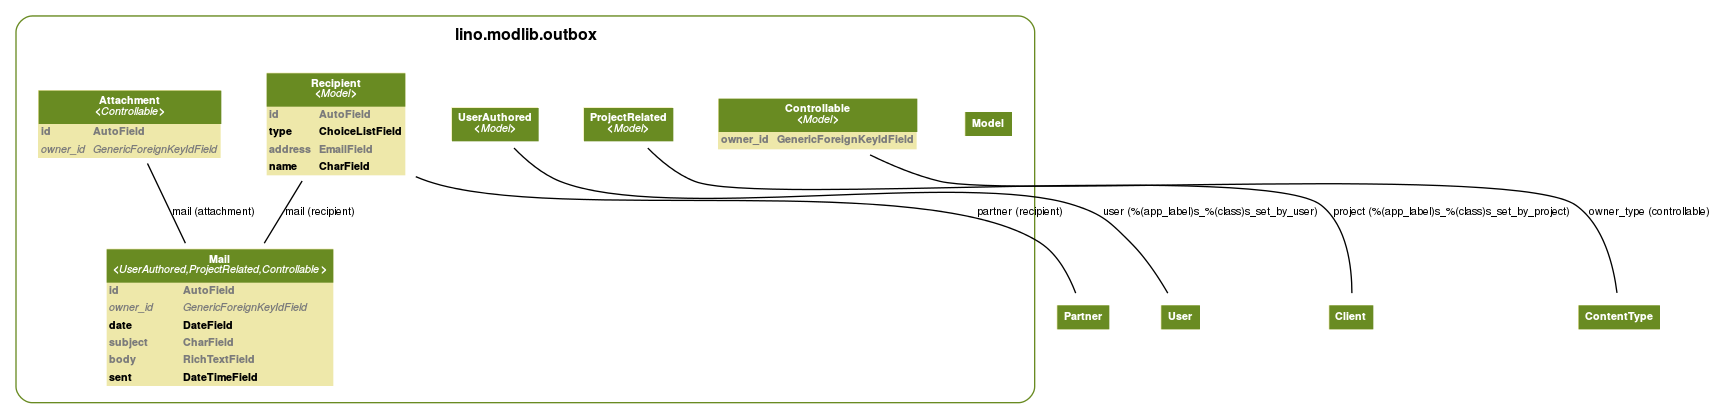 lino.modlib.outbox
Attachment
<Controllable>
id AutoField
owner_id GenericForeignKeyIdField
Recipient
<Model>
id AutoField
type ChoiceListField
address EmailField
name CharField
UserAuthored
<Model>
ProjectRelated
<Model>
Controllable
<Model>
owner_id GenericForeignKeyIdField
Model
mail (attachment)
mail (recipient)
partner (recipient)
user (%(app_label)s_%(class)s_set_by_user)
project (%(app_label)s_%(class)s_set_by_project)
owner_type (controllable)
Mail
<UserAuthored,ProjectRelated,Controllable >
id AutoField
owner_id GenericForeignKeyIdField
date DateField
subject CharField
body RichTextField
sent DateTimeField
Partner
User
Client
ContentType